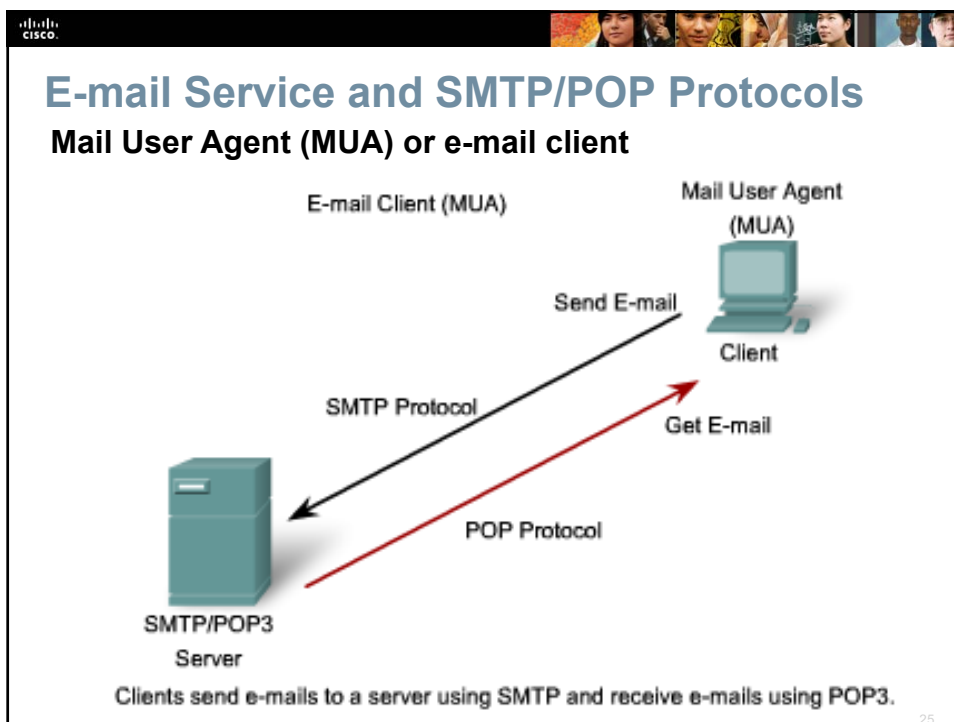 CISCO.
E-mail Service and SMTP/POP Protocols
Mail User Agent (MUA) or e-mail client
E-mail Client (MUA)
Mail User Agent
(MUA)
Send E-mail
Client
SMTP Protocol
Get E-mail
POP Protocol
SMTP/POP3
Server
Clients send e-mails to a server using SMTP and receive e-mails using POP3.
25